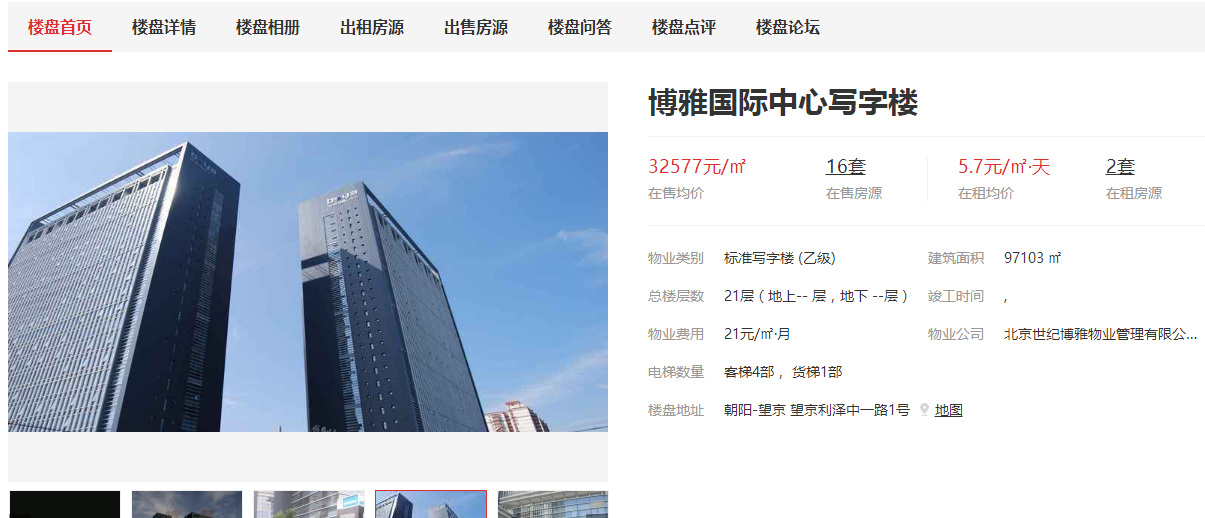 楼盘首页 楼盘详情 楼盘相册 出租房源 出售房源 楼盘问答 楼盘点评 楼盘论坛
博雅国际中心写字楼
32577元/㎡ 16套 5.7元/㎡·天 2套
在售均价 在售房源 在租均价 在租房源
物业类别 标准写字楼 (乙级) 建筑面积 97103 ㎡
总楼层数 21层 ( 地上-- 层 , 地下 --层 ) 竣工时间 ,
物业费用 21元/㎡·月 物业公司 北京世纪博雅物业管理有限公...
电梯数量 客梯4部 , 货梯1部
楼盘地址 朝阳-望京 望京利泽中一路1号 地图